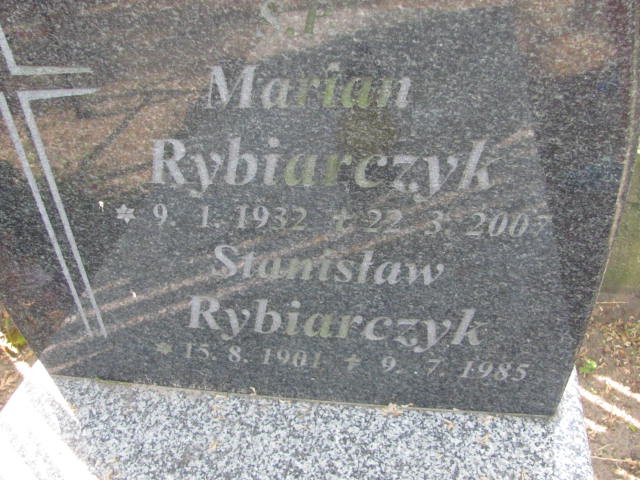 Ś.P
Marian
Rybiarczyk
* 9. 1. 1932 + 22. 3. 2007
Stanisław
Rybiarczyk
* 15. 8. 1901 + 9. 7. 1985